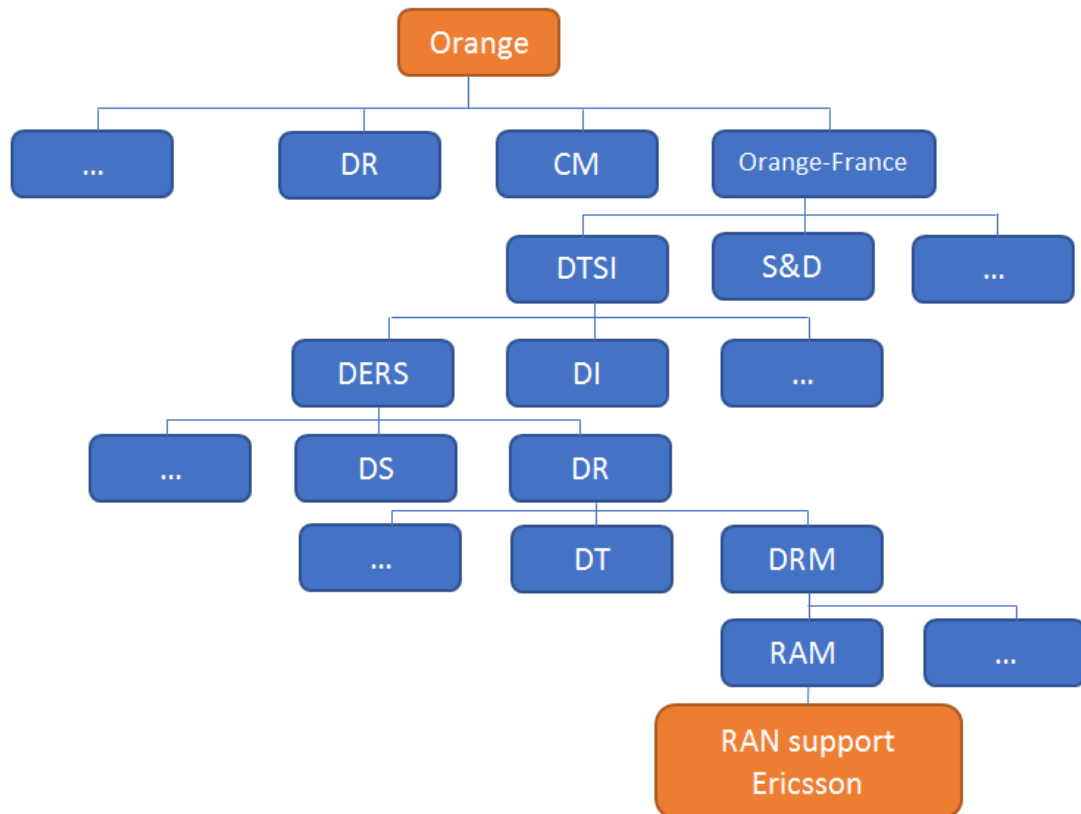 Orange
...
DR
CM
Orange-France
DTSI
S&D
...
DERS
DI
...
...
DS
DR
...
DT
DRM
RAM
...
RAN support
Ericsson